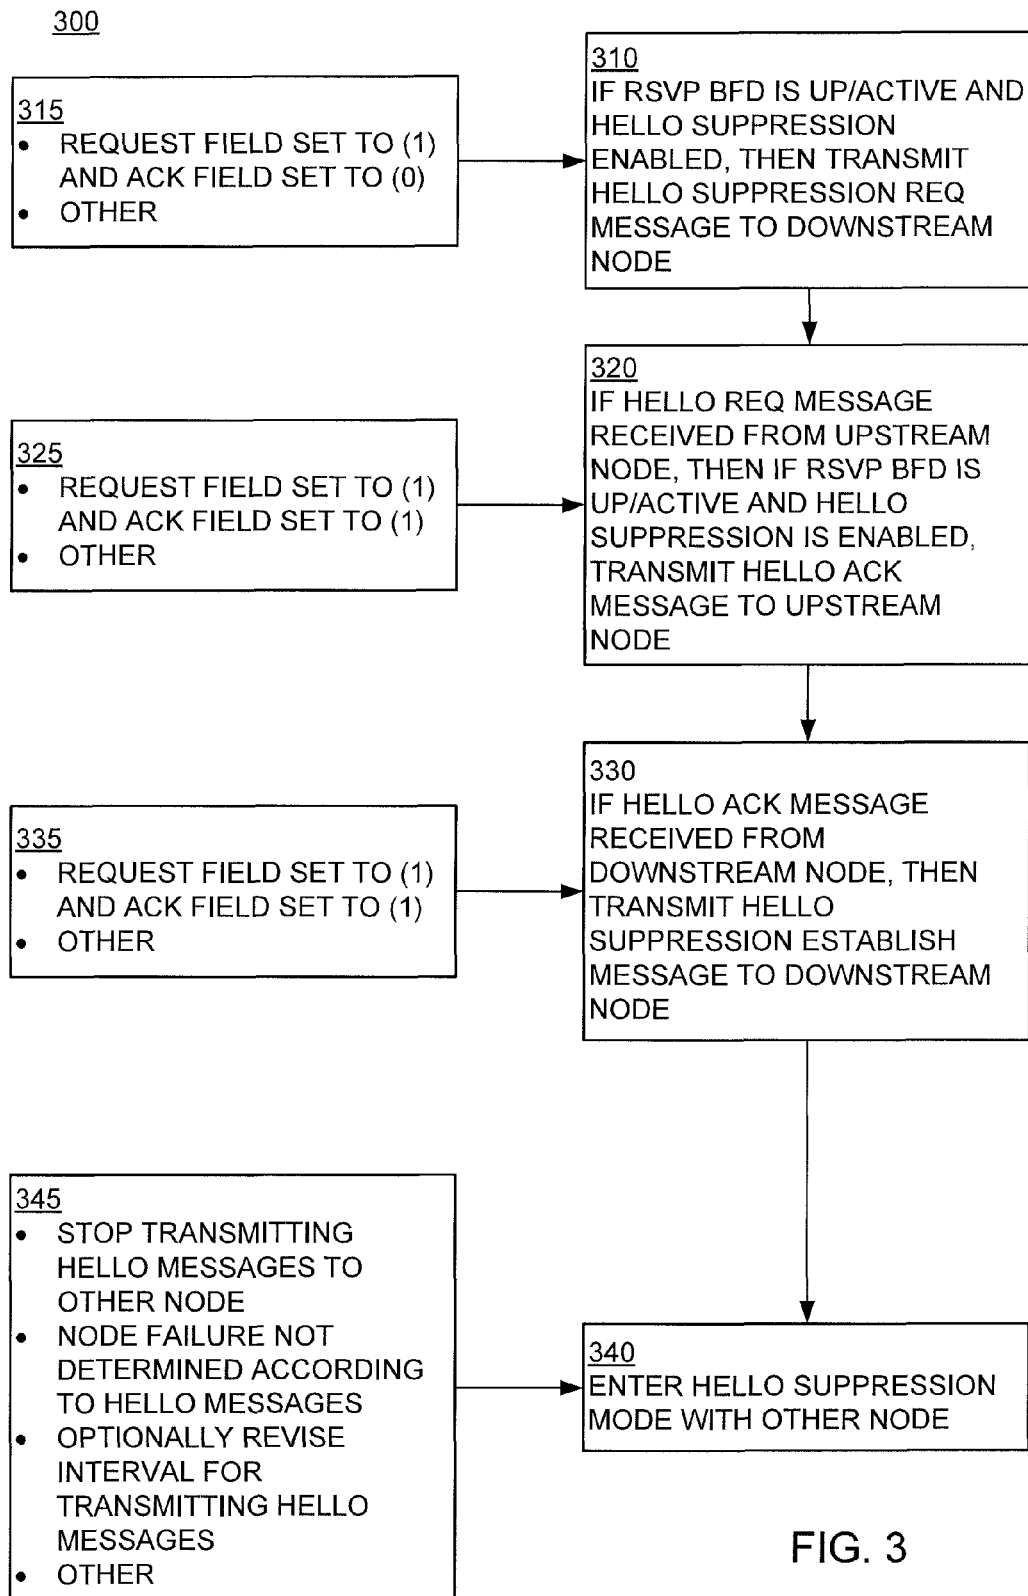 300
310
IF RSVP BFD IS UP/ACTIVE AND
HELLO SUPPRESSION
ENABLED, THEN TRANSMIT
HELLO SUPPRESSION REQ
MESSAGE TO DOWNSTREAM
NODE
315
• REQUEST FIELD SET TO (1)
AND ACK FIELD SET TO (0)
• OTHER
320
IF HELLO REQ MESSAGE
RECEIVED FROM UPSTREAM
NODE, THEN IF RSVP BFD IS
UP/ACTIVE AND HELLO
SUPPRESSION IS ENABLED,
TRANSMIT HELLO ACK
MESSAGE TO UPSTREAM
NODE
325
• REQUEST FIELD SET TO (1)
AND ACK FIELD SET TO (1)
• OTHER
330
IF HELLO ACK MESSAGE
RECEIVED FROM
DOWNSTREAM NODE, THEN
TRANSMIT HELLO
SUPPRESSION ESTABLISH
MESSAGE TO DOWNSTREAM
NODE
335
• REQUEST FIELD SET TO (1)
AND ACK FIELD SET TO (1)
• OTHER
345
• STOP TRANSMITTING
HELLO MESSAGES TO
OTHER NODE
• NODE FAILURE NOT
DETERMINED ACCORDING
TO HELLO MESSAGES
• OPTIONALLY REVISE
INTERVAL FOR
TRANSMITTING HELLO
MESSAGES
• OTHER
340
ENTER HELLO SUPPRESSION
MODE WITH OTHER NODE
FIG. 3